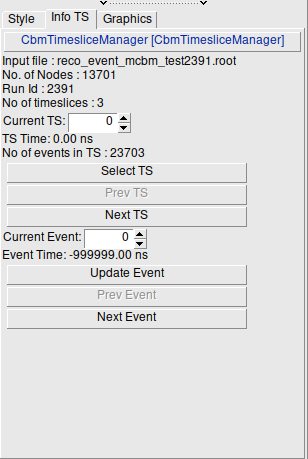 Style Info TS Graphics
CbmTimesliceManager [CbmTimesliceManager]
Input file : reco_event_mcbm_test2391.root
No. of Nodes : 13701
Run Id : 2391
No of timeslices : 3
Current TS: 0
TS Time: 0.00 ns
No of events in TS : 23703
Select TS
Prev TS
Next TS
Current Event: 0
Event Time: -999999.00 ns
Update Event
Prev Event
Next Event